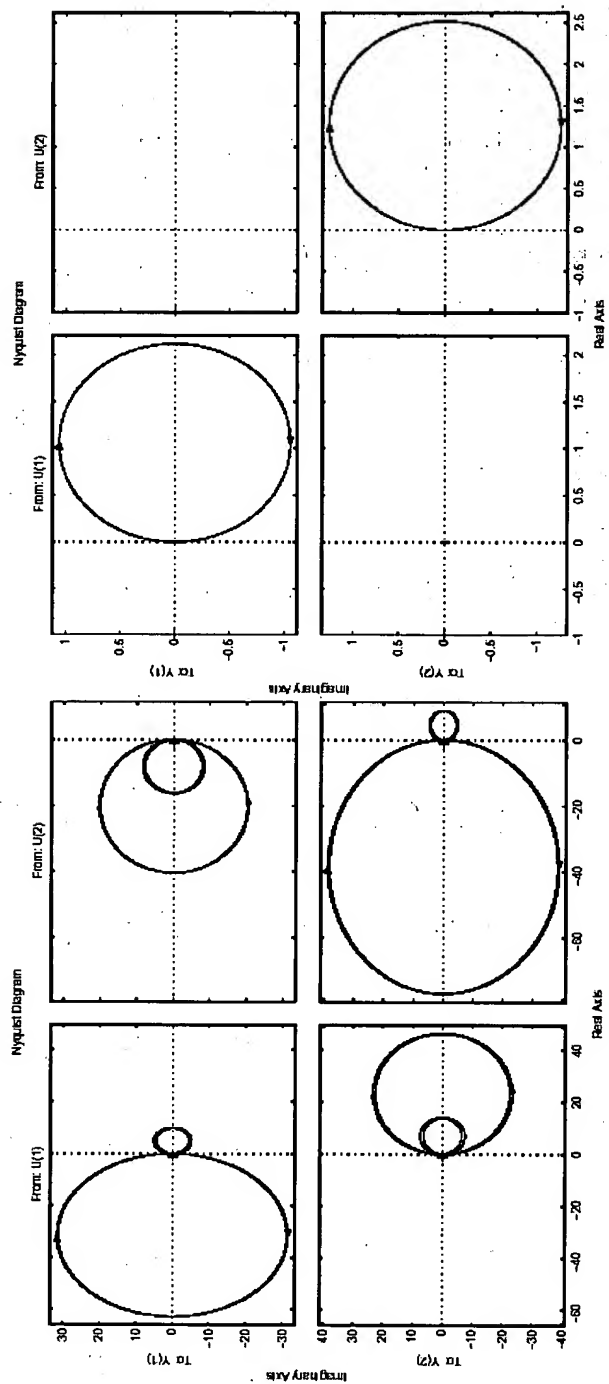 Nyquist Diagram
From: U(1)
From: U(2)
Imaginary Axis
To: Y(1)
30
20
10
0
-10
-20
-30
To: Y(2)
40
30
20
10
0
-10
-20
-30
-40
-60 -40 -20 0 20 40
-60 -40 -20 0
Real Axis
Nyquist Diagram
From: U(1)
From: U(2)
Imaginary Axis
To: Y(1)
1
0.5
0
-0.5
-1
To: Y(2)
1
0.5
0
-0.5
-1
-1 -0.5 0 0.5 1 1.5 2
-1 -0.5 0 0.5 1 1.5 2 2.5
Real Axis